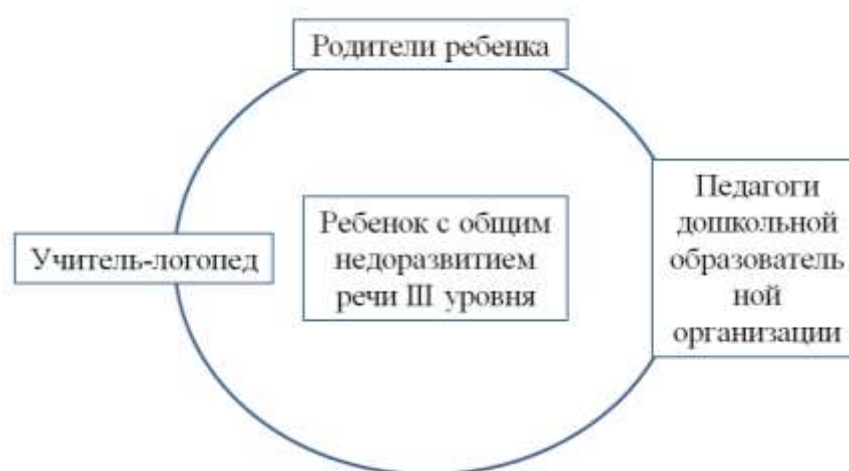 Родители ребенка
Учитель-логопед
Ребенок с общим
недоразвитием
речи III уровня
Педагоги
дошкольной
образователь
ной
организации